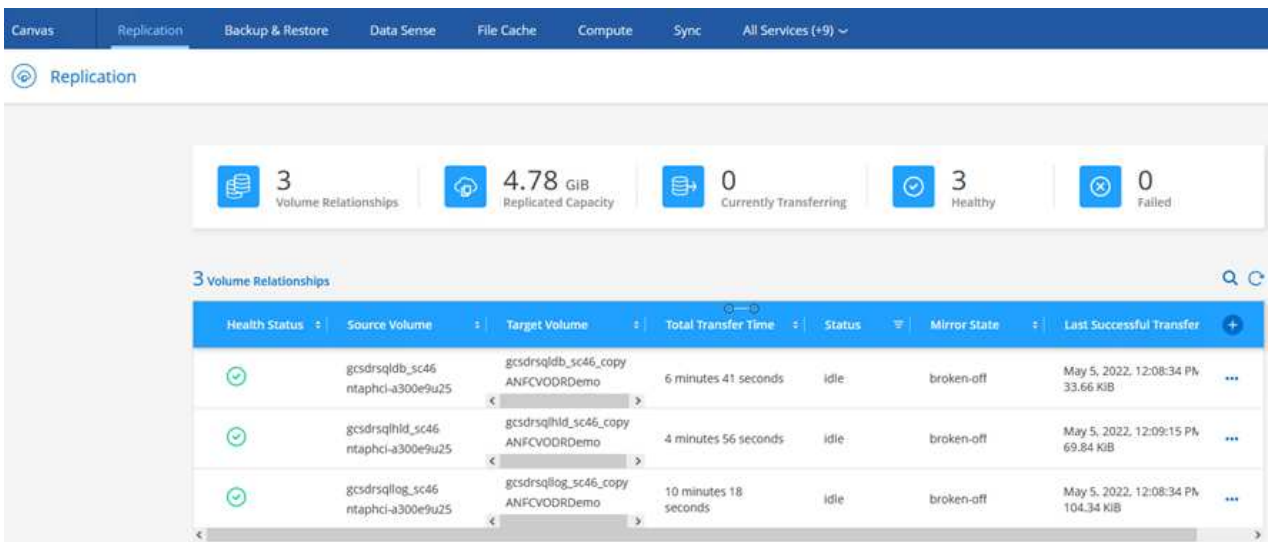 Canvas Replication Backup & Restore Data Sense File Cache Compute Sync All Services (+9)
Replication
3 4.78 GiB 0 3 0
Volume Relationships Replicated Capacity Currently Transferring Healthy Failed
3 Volume Relationships
Health Status Source Volume Target Volume Total Transfer Time Status Mirror State Last Successful Transfer
gcsdrsqldb_sc46 gcsdrsqldb_sc46_copy May 5, 2022, 12:08:34 PM
ntaphci-a300e9u25 ANFCVODRDemo 6 minutes 41 seconds idle broken-off 33.66 KiB
gcsdrsqlhld_sc46 gcsdrsqlhld_sc46_copy May 5, 2022, 12:09:15 PM
ntaphci-a300e9u25 ANFCVODRDemo 4 minutes 56 seconds idle broken-off 69.84 KiB
gcsdrsqllog_sc46 gcsdrsqllog_sc46_copy 10 minutes 18 May 5, 2022, 12:08:34 PM
ntaphci-a300e9u25 ANFCVODRDemo seconds idle broken-off 104.34 KiB